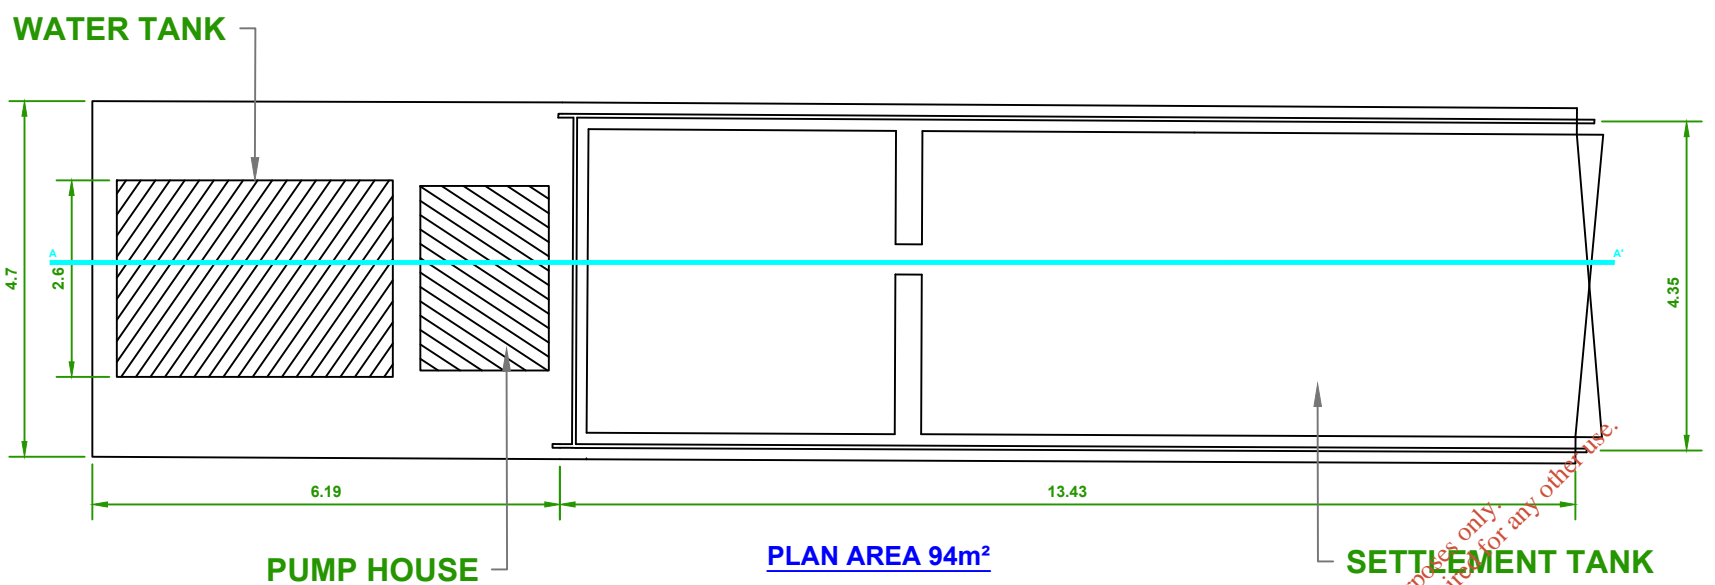 WATER TANK
A
A'
4.7
2.6
4.35
6.19
13.43
PUMP HOUSE
PLAN AREA 94m²
SETTLEMENT TANK
only.
for any other use.